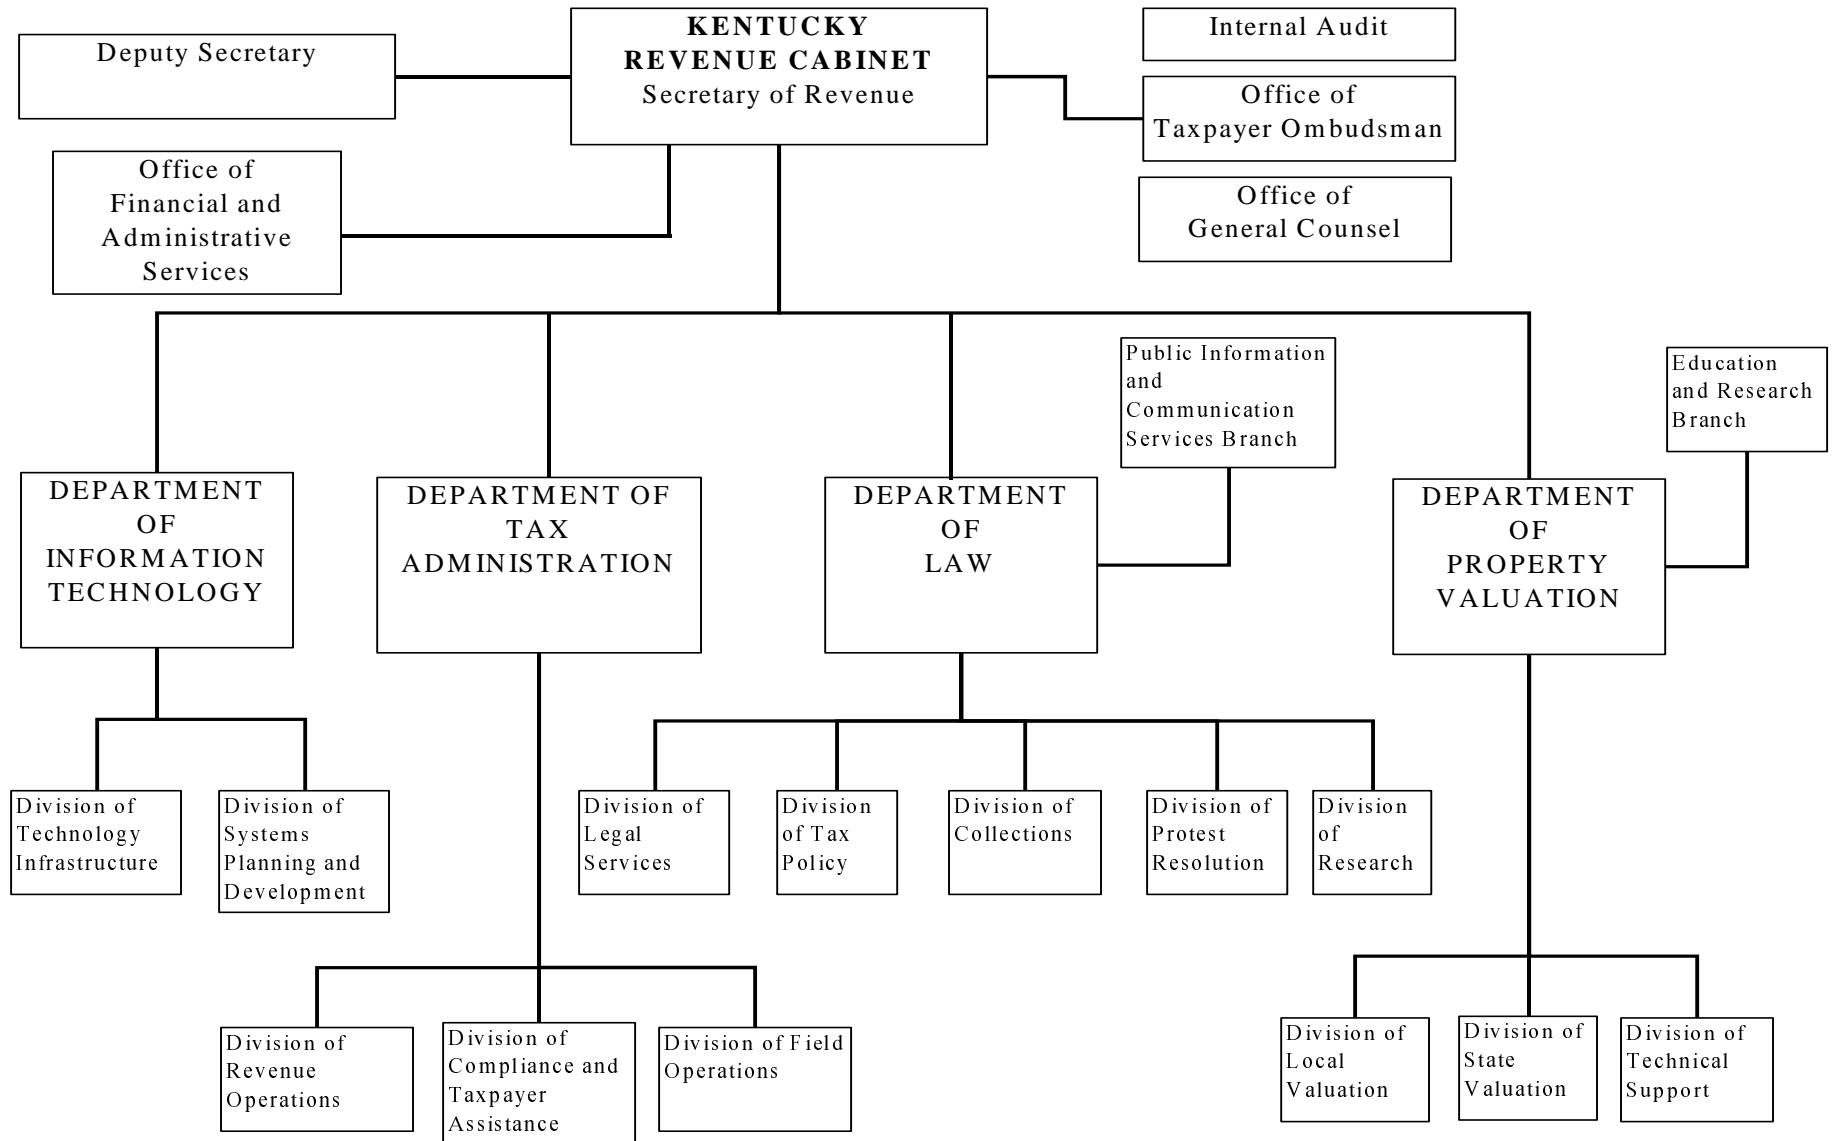 KENTUCKY
REVENUE CABINET
Secretary of Revenue
Deputy Secretary
Internal Audit
Office of
Taxpayer Ombudsman
Office of
General Counsel
Office of
Financial and
Administrative
Services
Public Information
and
Communication
Services Branch
Education
and Research
Branch
DEPARTMENT
OF
INFORMATION
TECHNOLOGY
DEPARTMENT OF
TAX
ADMINISTRATION
DEPARTMENT
OF
LAW
DEPARTMENT
OF
PROPERTY
VALUATION
Division of
Technology
Infrastructure
Division of
Systems
Planning and
Development
Division of
Legal
Services
Division
of Tax
Policy
Division of
Collections
Division of
Protest
Resolution
Division
of
Research
Division of
Revenue
Operations
Division of
Compliance and
Taxpayer
Assistance
Division of Field
Operations
Division of
Local
Valuation
Division of
State
Valuation
Division of
Technical
Support